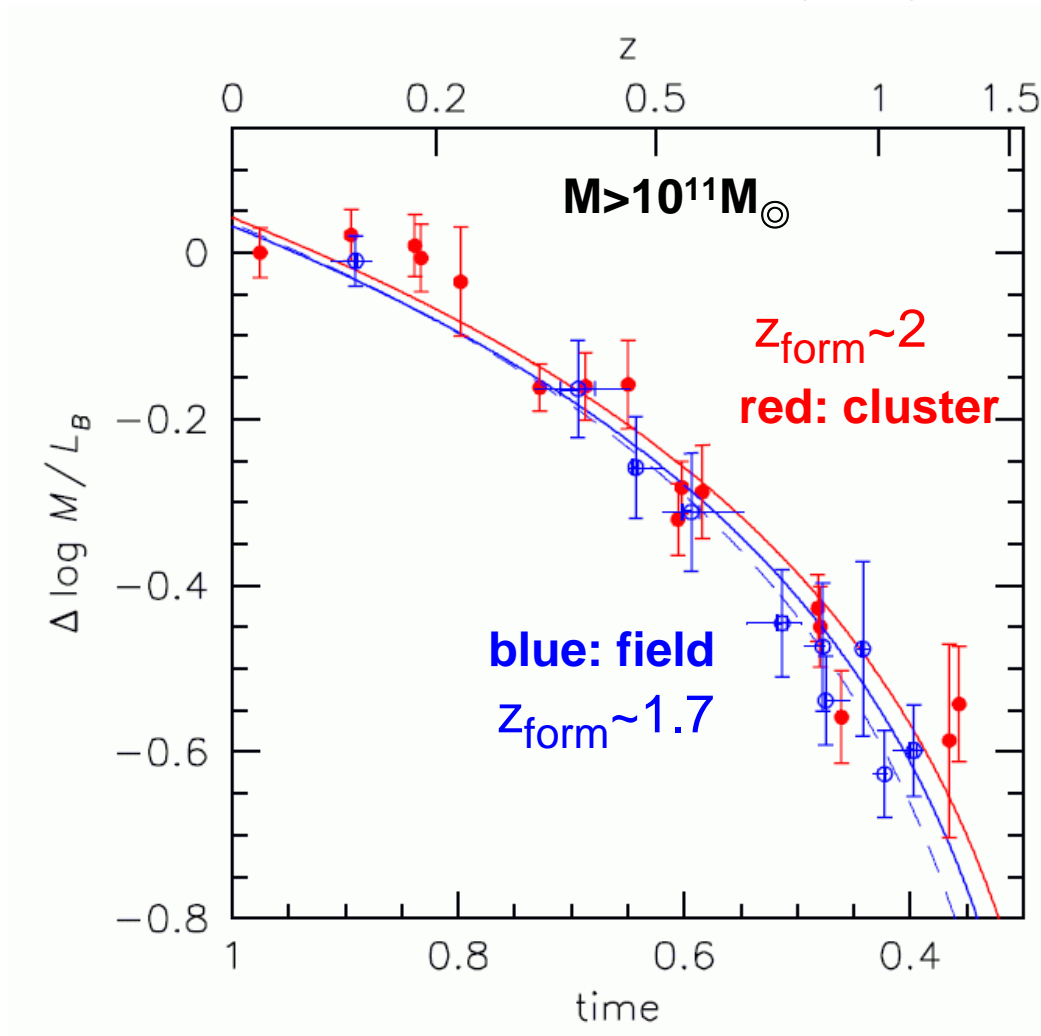 z
0 0.2 0.5 1 1.5
M>10¹¹M◎
0
z_form~2
red: cluster
−0.2
Δ log M/L_B
−0.4
blue: field
z_form~1.7
−0.6
−0.8
1 0.8 0.6 0.4
time